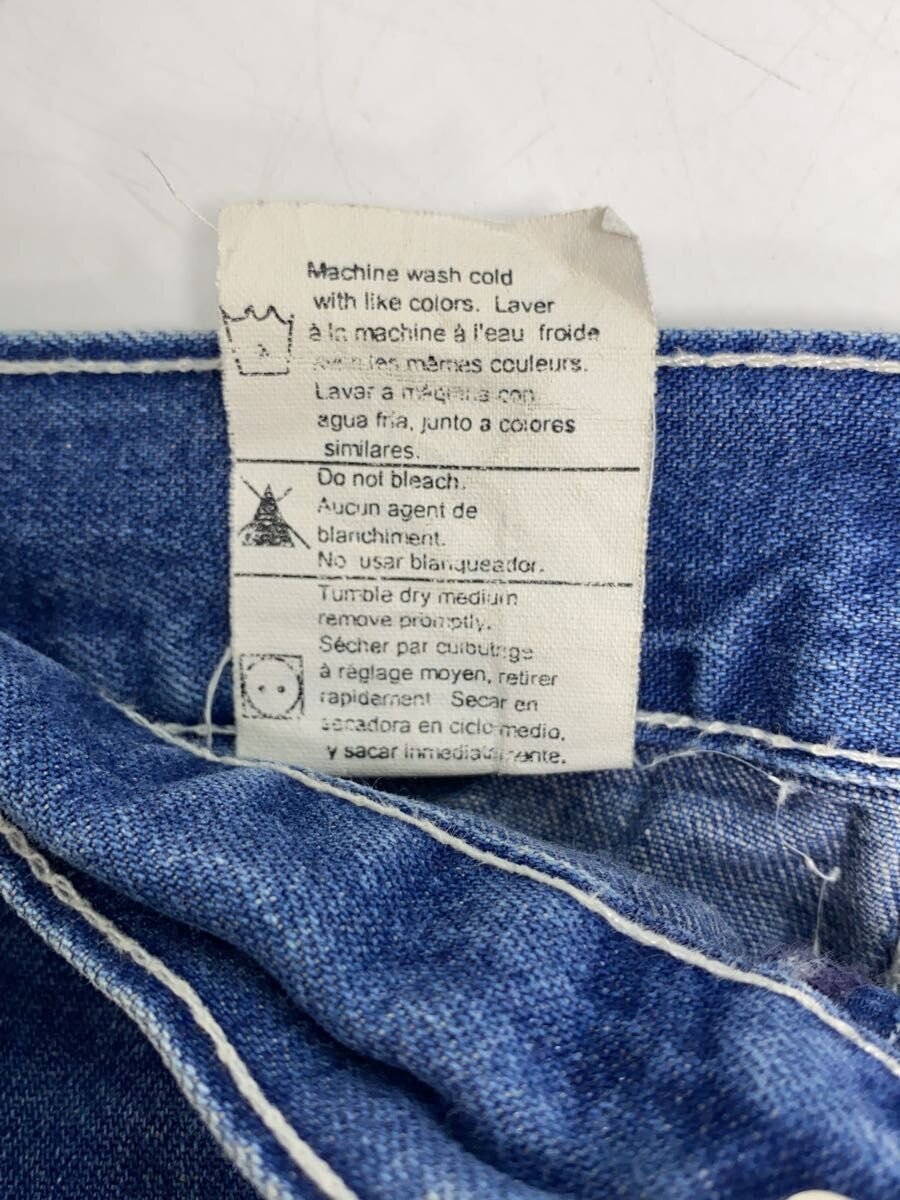 Machine wash cold
with like colors. Laver
à la machine à l'eau froide
avec les mêmes couleurs.
Lavar a máquina con
agua fría, junto a colores
similares.
Do not bleach.
Aucun agent de
blanchiment.
No usar blanqueador.
Tumble dry medium
remove promptly.
Sécher par culbutage
à réglage moyen, retirer
rapidement Secar en
secadora en ciclo medio,
y sacar inmediatamente.